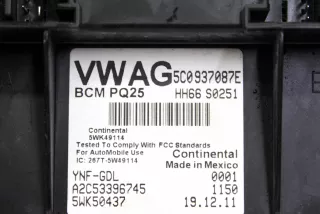 VWAG 5C0937087E
BCM PQ25 HH66 S0251
Continental
5WK49114
Tested To Comply With FCC Standards
For AutoMobile Use
IC: 267T-5W49114
Continental
Made in Mexico
YNF-GDL 0001
A2C53396745 1150
5WK50437 19.12.11